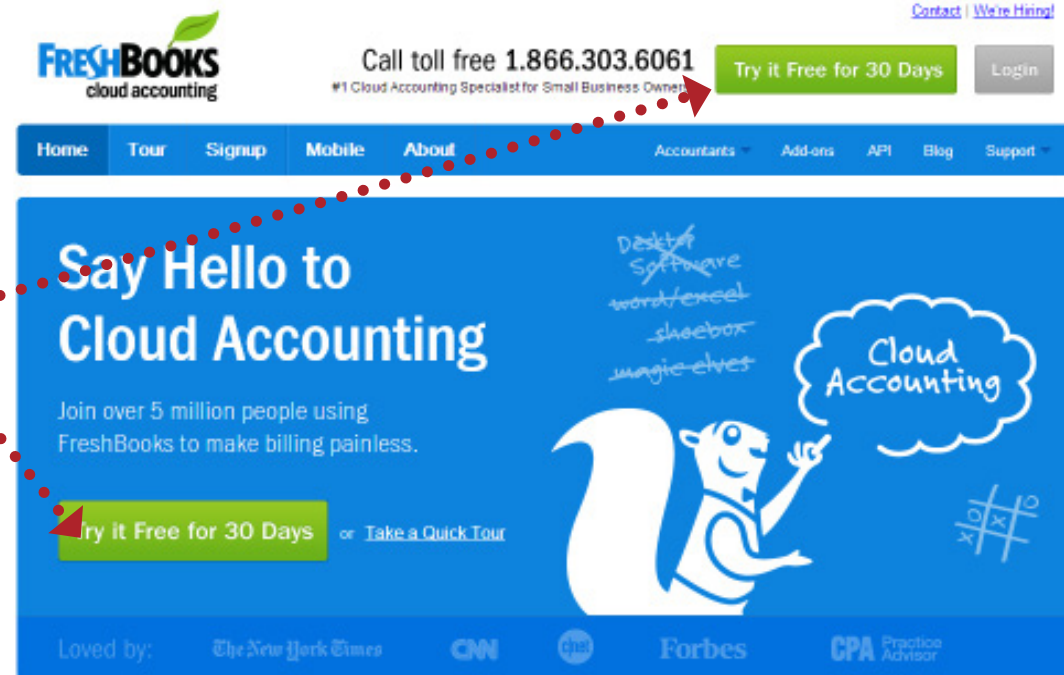 Contact | We're Hiring!
FRESHBOOKS
cloud accounting
Call toll free 1.866.303.6061
#1 Cloud Accounting Specialist for Small Business Owners
Try it Free for 30 Days
Login
Home Tour Signup Mobile About Accountants Add-ons API Blog Support
Say Hello to
Cloud Accounting
Join over 5 million people using
FreshBooks to make billing painless.
Try it Free for 30 Days or Take a Quick Tour
Desktop
Software
word/excel
shoebox
magic elves
Cloud
Accounting
O
O X
X O
Loved by: The New York Times CNN cnet Forbes CPA Practice Advisor